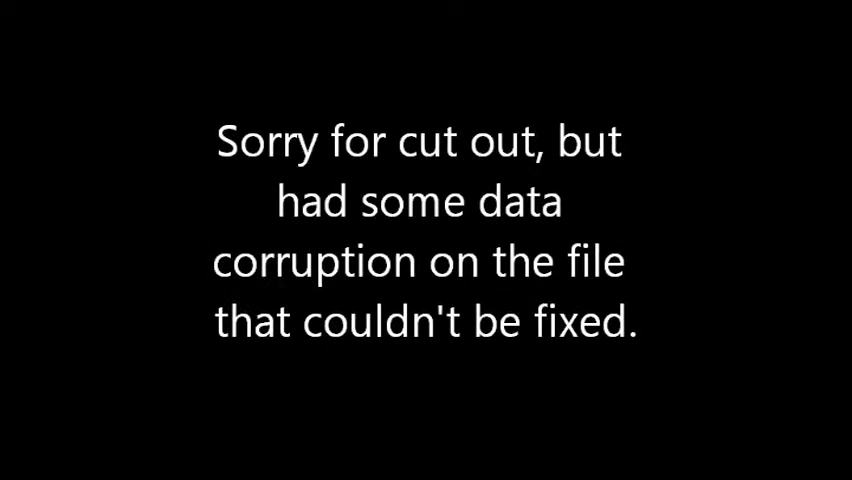 Sorry for cut out, but
had some data
corruption on the file
that couldn't be fixed.